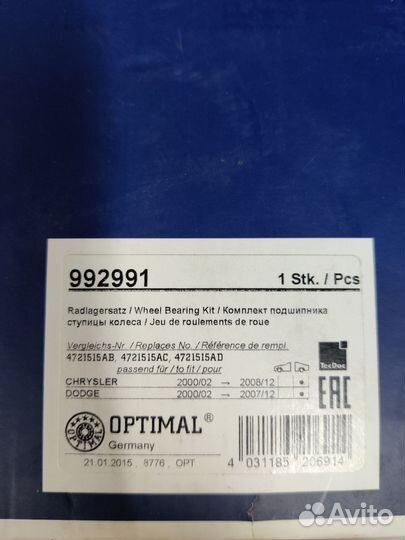 992991 1 Stk. / Pcs
Radlagersatz / Wheel Bearing Kit / Комплект подшипника
ступицы колеса / Jeu de roulements de roue
Vergleichs-Nr. / Replaces No. / Référence de rempl
4721515AB, 4721515AC, 4721515AD
passend für / to fit / pour
TecDoc
CHRYSLER 2000/02 → 2008/12 •
DODGE 2000/02 → 2007/12 •
EAC
OPTIMAL ®
Germany
21.01.2015 , 8776 , OPT
4 031185 206914
Avito